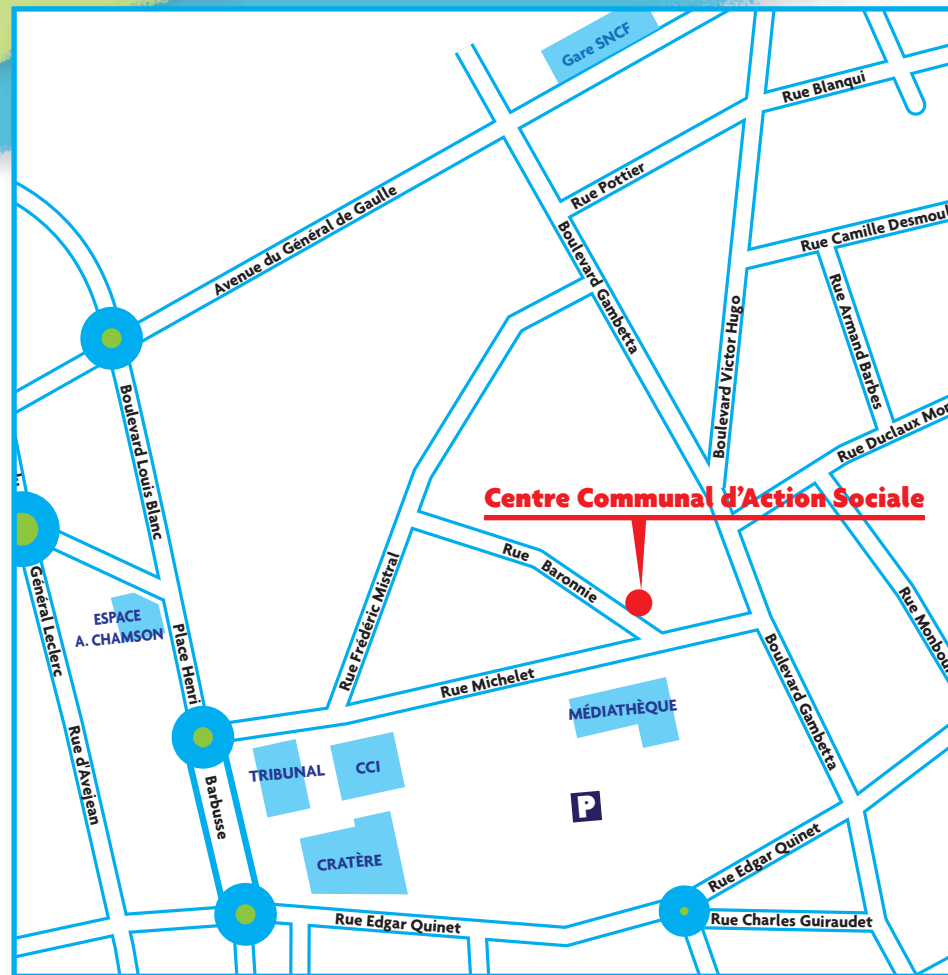 Gare SNCF
Rue Blanqui
Rue Pottier
Avenue du Général de Gaulle
Boulevard Gambetta
Rue Camille Desmoul
Rue Armand Barbes
Boulevard Victor Hugo
Boulevard Louis Blanc
Rue Duclaux Mon
Centre Communal d'Action Sociale
Rue Baronnie
Rue Frédéric Mistral
Général Leclerc
ESPACE
A. CHAMSON
Place Henri
Barbusse
Rue Monbou
Rue Michelet
Boulevard Gambetta
MÉDIATHÈQUE
TRIBUNAL
CCI
Rue d'Avejean
P
CRATÈRE
Rue Edgar Quinet
Rue Edgar Quinet
Rue Charles Guiraudet